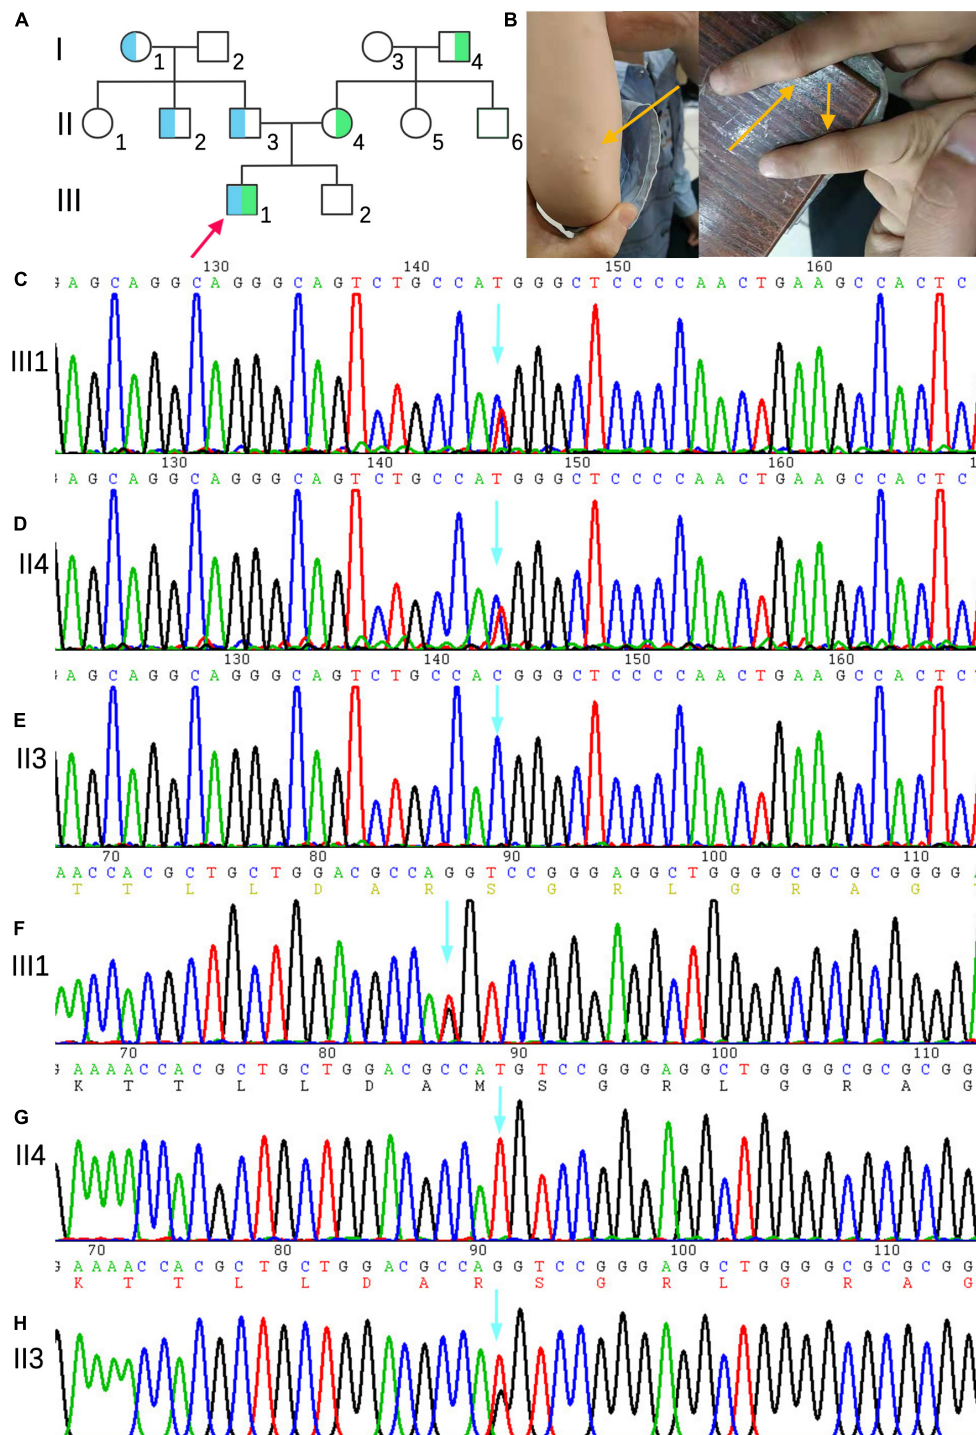 A
B
I
1
2
3
4
II
1
2
3
4
5
6
III
1
2
C
130 140 150 160
G A G C A G G C A G G G C A G T C T G C C A T G G G C T C C C C A A C T G A A G C C A C T C
III1
130 140 150 160
G A G C A G G C A G G G C A G T C T G C C A T G G G C T C C C C A A C T G A A G C C A C T C
D
II4
130 140 150 160
G A G C A G G C A G G G C A G T C T G C C A C G G G C T C C C C A A C T G A A G C C A C T C
E
II3
70 80 90 100 110
A A C C A C G C T G C T G G A C G C C A G G T C C G G G A G G C T G G G G C G C G C G G G G A
T T L L D A R S G R L G R A G
F
III1
70 80 90 100 110
G A A A A C C A C G C T G C T G G A C G C C A T G T C C G G G A G G C T G G G G C G C G C G G
K T T L L D A M S G R L G R A G
G
II4
70 80 90 100 110
G A A A A C C A C G C T G C T G G A C G C C A G G T C C G G G A G G C T G G G G C G C G C G G
K T T L L D A R S G R L G R A G
H
II3